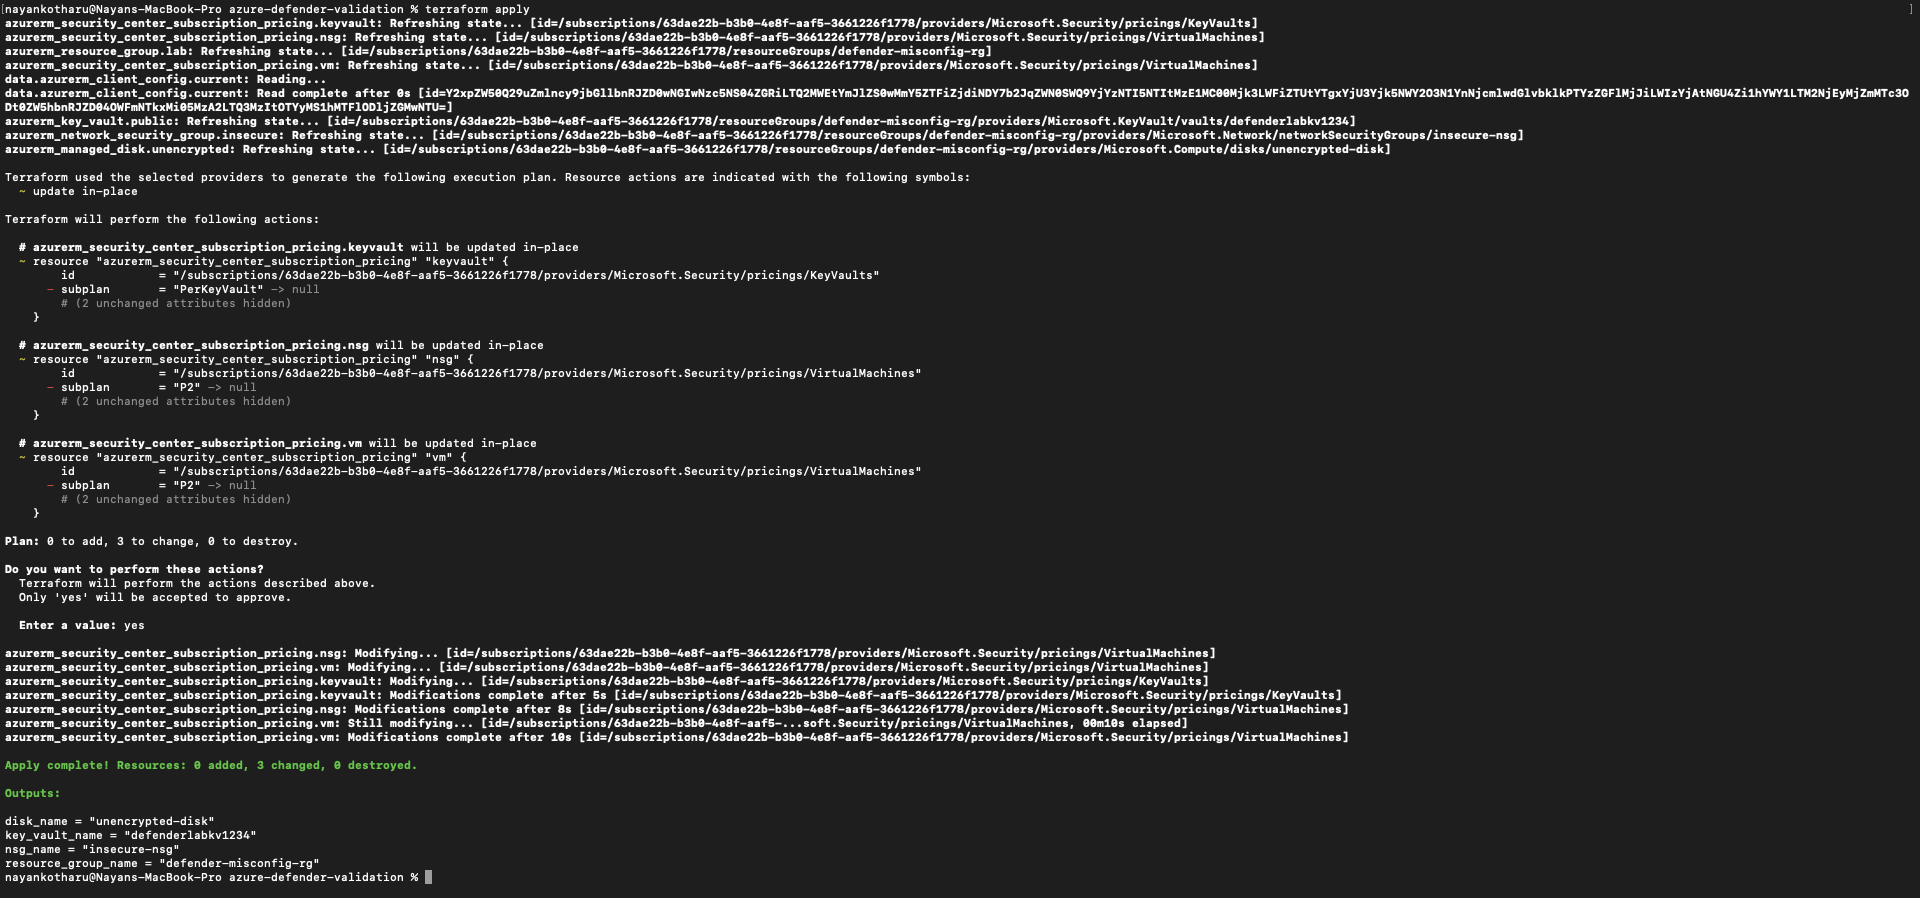 [nayankotharu@Nayans-MacBook-Pro azure-defender-validation % terraform apply ]
azurerm_security_center_subscription_pricing.keyvault: Refreshing state... [id=/subscriptions/63dae22b-b3b0-4e8f-aaf5-3661226f1778/providers/Microsoft.Security/pricings/KeyVaults]
azurerm_security_center_subscription_pricing.nsg: Refreshing state... [id=/subscriptions/63dae22b-b3b0-4e8f-aaf5-3661226f1778/providers/Microsoft.Security/pricings/VirtualMachines]
azurerm_resource_group.lab: Refreshing state... [id=/subscriptions/63dae22b-b3b0-4e8f-aaf5-3661226f1778/resourceGroups/defender-misconfig-rg]
azurerm_security_center_subscription_pricing.vm: Refreshing state... [id=/subscriptions/63dae22b-b3b0-4e8f-aaf5-3661226f1778/providers/Microsoft.Security/pricings/VirtualMachines]
data.azurerm_client_config.current: Reading...
data.azurerm_client_config.current: Read complete after 0s
azurerm_key_vault.public: Refreshing state... [id=/subscriptions/63dae22b-b3b0-4e8f-aaf5-3661226f1778/resourceGroups/defender-misconfig-rg/providers/Microsoft.KeyVault/vaults/defenderlabkv1234]
azurerm_network_security_group.insecure: Refreshing state... [id=/subscriptions/63dae22b-b3b0-4e8f-aaf5-3661226f1778/resourceGroups/defender-misconfig-rg/providers/Microsoft.Network/networkSecurityGroups/insecure-nsg]
azurerm_managed_disk.unencrypted: Refreshing state... [id=/subscriptions/63dae22b-b3b0-4e8f-aaf5-3661226f1778/resourceGroups/defender-misconfig-rg/providers/Microsoft.Compute/disks/unencrypted-disk]
Terraform used the selected providers to generate the following execution plan. Resource actions are indicated with the following symbols:
~ update in-place
Terraform will perform the following actions:
# azurerm_security_center_subscription_pricing.keyvault will be updated in-place
~ resource "azurerm_security_center_subscription_pricing" "keyvault" {
id = "/subscriptions/63dae22b-b3b0-4e8f-aaf5-3661226f1778/providers/Microsoft.Security/pricings/KeyVaults"
- subplan = "PerKeyVault" -> null
# (2 unchanged attributes hidden)
}
# azurerm_security_center_subscription_pricing.nsg will be updated in-place
~ resource "azurerm_security_center_subscription_pricing" "nsg" {
id = "/subscriptions/63dae22b-b3b0-4e8f-aaf5-3661226f1778/providers/Microsoft.Security/pricings/VirtualMachines"
- subplan = "P2" -> null
# (2 unchanged attributes hidden)
}
# azurerm_security_center_subscription_pricing.vm will be updated in-place
~ resource "azurerm_security_center_subscription_pricing" "vm" {
id = "/subscriptions/63dae22b-b3b0-4e8f-aaf5-3661226f1778/providers/Microsoft.Security/pricings/VirtualMachines"
- subplan = "P2" -> null
# (2 unchanged attributes hidden)
}
Plan: 0 to add, 3 to change, 0 to destroy.
Do you want to perform these actions?
Terraform will perform the actions described above.
Only 'yes' will be accepted to approve.
Enter a value: yes
azurerm_security_center_subscription_pricing.nsg: Modifying... [id=/subscriptions/63dae22b-b3b0-4e8f-aaf5-3661226f1778/providers/Microsoft.Security/pricings/VirtualMachines]
azurerm_security_center_subscription_pricing.vm: Modifying... [id=/subscriptions/63dae22b-b3b0-4e8f-aaf5-3661226f1778/providers/Microsoft.Security/pricings/VirtualMachines]
azurerm_security_center_subscription_pricing.keyvault: Modifying... [id=/subscriptions/63dae22b-b3b0-4e8f-aaf5-3661226f1778/providers/Microsoft.Security/pricings/KeyVaults]
azurerm_security_center_subscription_pricing.keyvault: Modifications complete after 5s [id=/subscriptions/63dae22b-b3b0-4e8f-aaf5-3661226f1778/providers/Microsoft.Security/pricings/KeyVaults]
azurerm_security_center_subscription_pricing.nsg: Modifications complete after 8s [id=/subscriptions/63dae22b-b3b0-4e8f-aaf5-3661226f1778/providers/Microsoft.Security/pricings/VirtualMachines]
azurerm_security_center_subscription_pricing.vm: Still modifying... [id=/subscriptions/63dae22b-b3b0-4e8f-aaf5-...soft.Security/pricings/VirtualMachines, 00m10s elapsed]
azurerm_security_center_subscription_pricing.vm: Modifications complete after 10s [id=/subscriptions/63dae22b-b3b0-4e8f-aaf5-3661226f1778/providers/Microsoft.Security/pricings/VirtualMachines]
Apply complete! Resources: 0 added, 3 changed, 0 destroyed.
Outputs:
disk_name = "unencrypted-disk"
key_vault_name = "defenderlabkv1234"
nsg_name = "insecure-nsg"
resource_group_name = "defender-misconfig-rg"
nayankotharu@Nayans-MacBook-Pro azure-defender-validation %